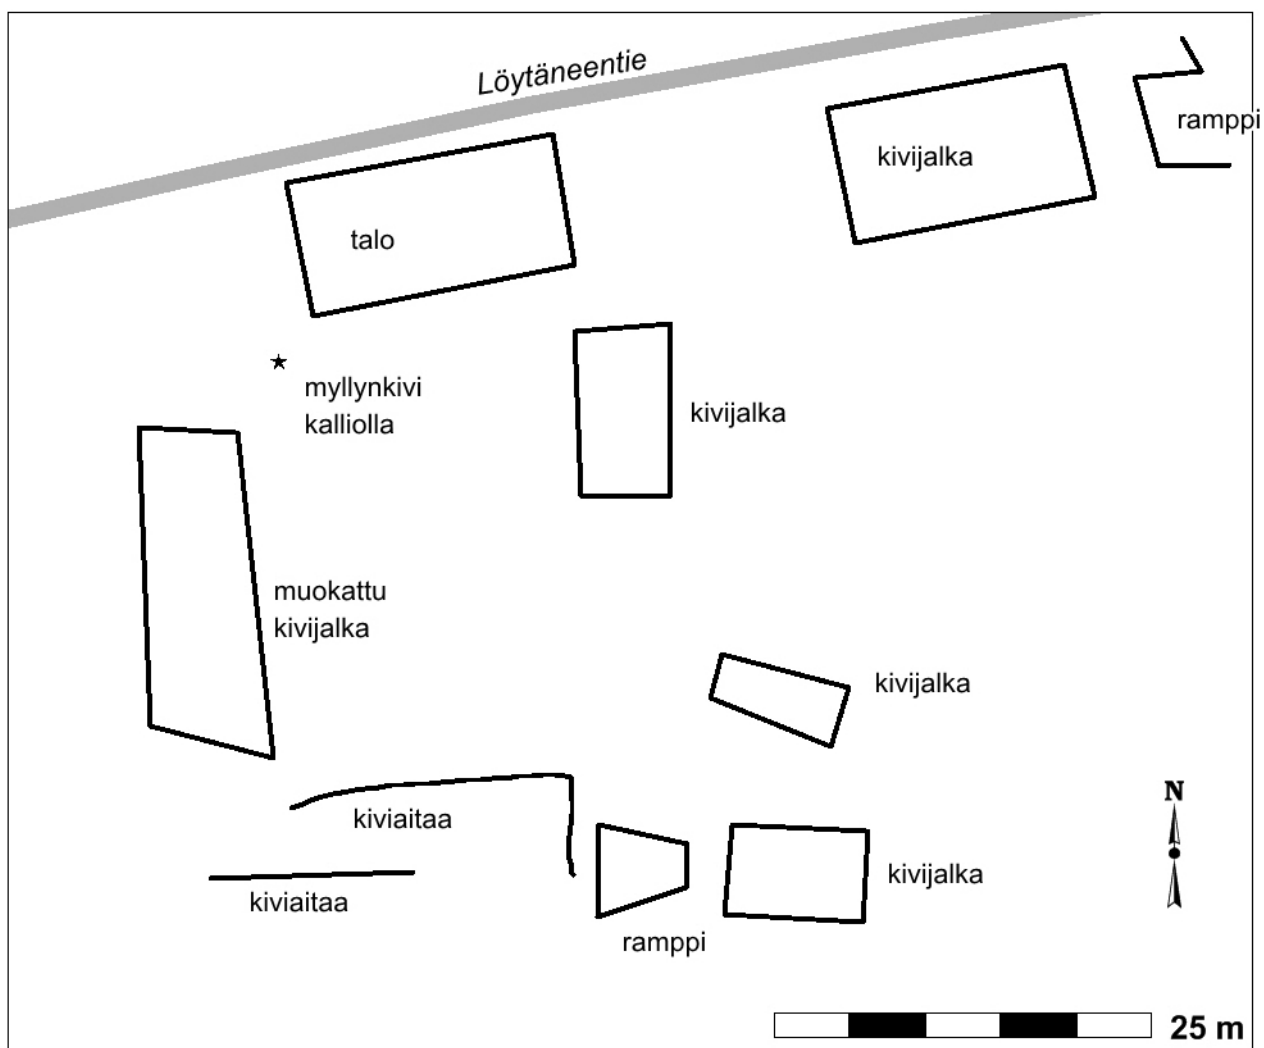 Löytäneentie
ramppi
kivijalka
talo
myllynkivi
kalliolla
kivijalka
muokattu
kivijalka
kivijalka
N
kiviaitaa
kivijalka
kiviaitaa
ramppi
25 m